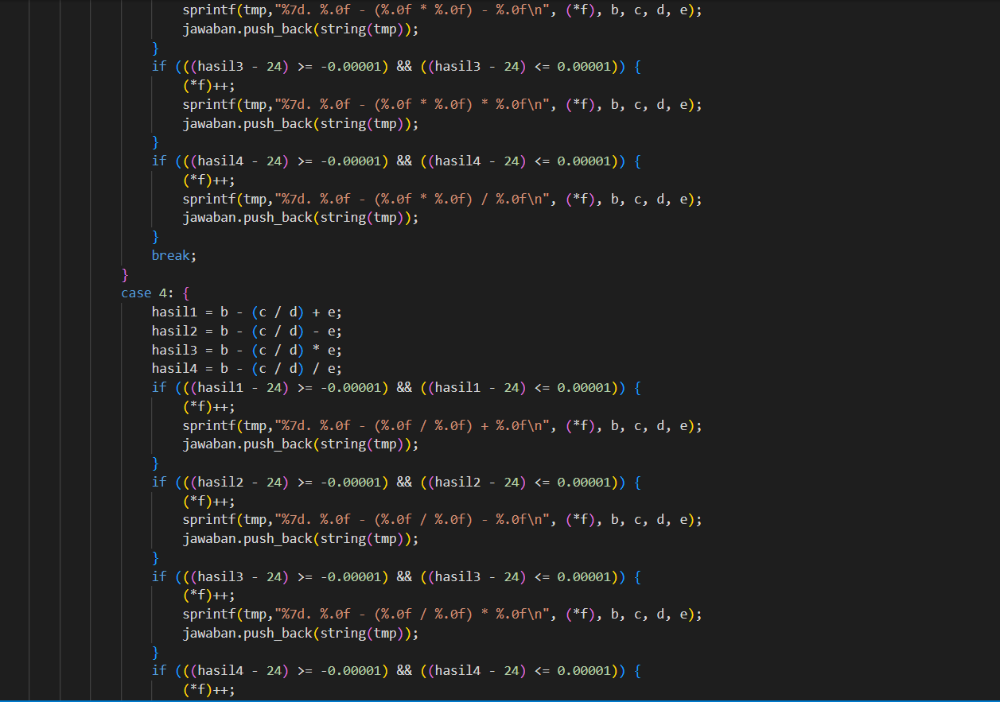 sprintf(tmp,"%7d. %.0f - (%.0f * %.0f) - %.0f\n", (*f), b, c, d, e);
jawaban.push_back(string(tmp));
}
if (((hasil3 - 24) >= -0.00001) && ((hasil3 - 24) <= 0.00001)) {
(*f)++;
sprintf(tmp,"%7d. %.0f - (%.0f * %.0f) * %.0f\n", (*f), b, c, d, e);
jawaban.push_back(string(tmp));
}
if (((hasil4 - 24) >= -0.00001) && ((hasil4 - 24) <= 0.00001)) {
(*f)++;
sprintf(tmp,"%7d. %.0f - (%.0f * %.0f) / %.0f\n", (*f), b, c, d, e);
jawaban.push_back(string(tmp));
}
break;
}
case 4: {
hasil1 = b - (c / d) + e;
hasil2 = b - (c / d) - e;
hasil3 = b - (c / d) * e;
hasil4 = b - (c / d) / e;
if (((hasil1 - 24) >= -0.00001) && ((hasil1 - 24) <= 0.00001)) {
(*f)++;
sprintf(tmp,"%7d. %.0f - (%.0f / %.0f) + %.0f\n", (*f), b, c, d, e);
jawaban.push_back(string(tmp));
}
if (((hasil2 - 24) >= -0.00001) && ((hasil2 - 24) <= 0.00001)) {
(*f)++;
sprintf(tmp,"%7d. %.0f - (%.0f / %.0f) - %.0f\n", (*f), b, c, d, e);
jawaban.push_back(string(tmp));
}
if (((hasil3 - 24) >= -0.00001) && ((hasil3 - 24) <= 0.00001)) {
(*f)++;
sprintf(tmp,"%7d. %.0f - (%.0f / %.0f) * %.0f\n", (*f), b, c, d, e);
jawaban.push_back(string(tmp));
}
if (((hasil4 - 24) >= -0.00001) && ((hasil4 - 24) <= 0.00001)) {
(*f)++;